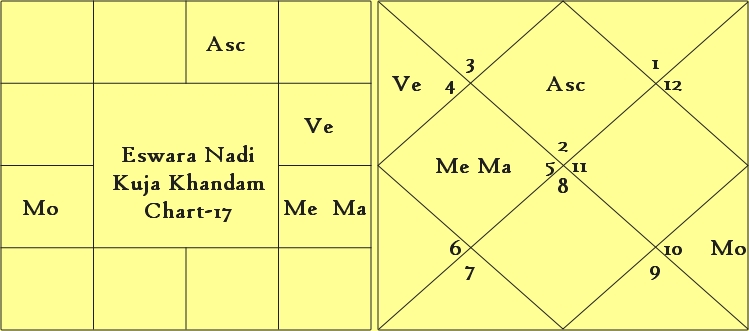 Asc
Ve
Eswara Nadi
Kuja Khandam
Chart-17
Mo
Me Ma
3
1
Ve 4
Asc
12
Me Ma
2
5 11
8
6
7
10 Mo
9